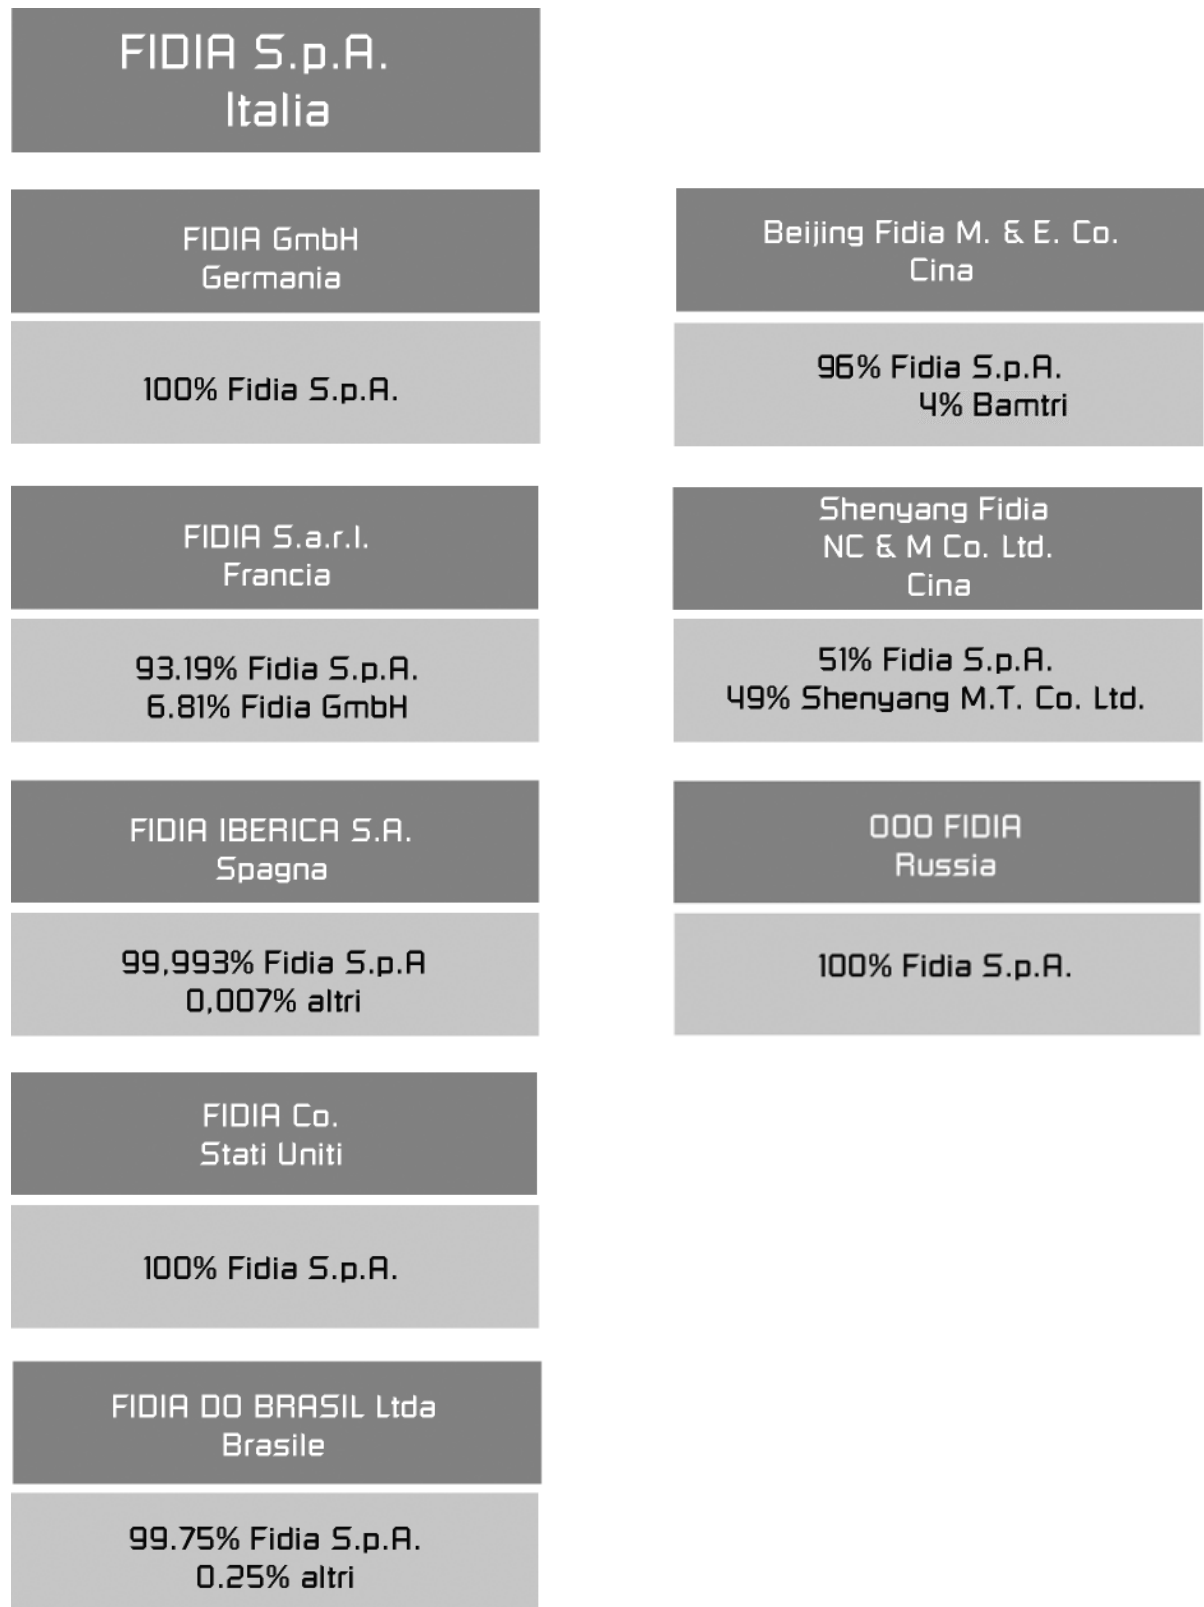 FIDIA S.p.A.
Italia
FIDIA GmbH
Germania
100% Fidia S.p.A.
FIDIA S.a.r.l.
Francia
93.19% Fidia S.p.A.
6.81% Fidia GmbH
FIDIA IBERICA S.A.
Spagna
99,993% Fidia S.p.A
0,007% altri
FIDIA Co.
Stati Uniti
100% Fidia S.p.A.
FIDIA DO BRASIL Ltda
Brasile
99.75% Fidia S.p.A.
0.25% altri
Beijing Fidia M. & E. Co.
Cina
96% Fidia S.p.A.
4% Bamtri
Shenyang Fidia
NC & M Co. Ltd.
Cina
51% Fidia S.p.A.
49% Shenyang M.T. Co. Ltd.
OOO FIDIA
Russia
100% Fidia S.p.A.